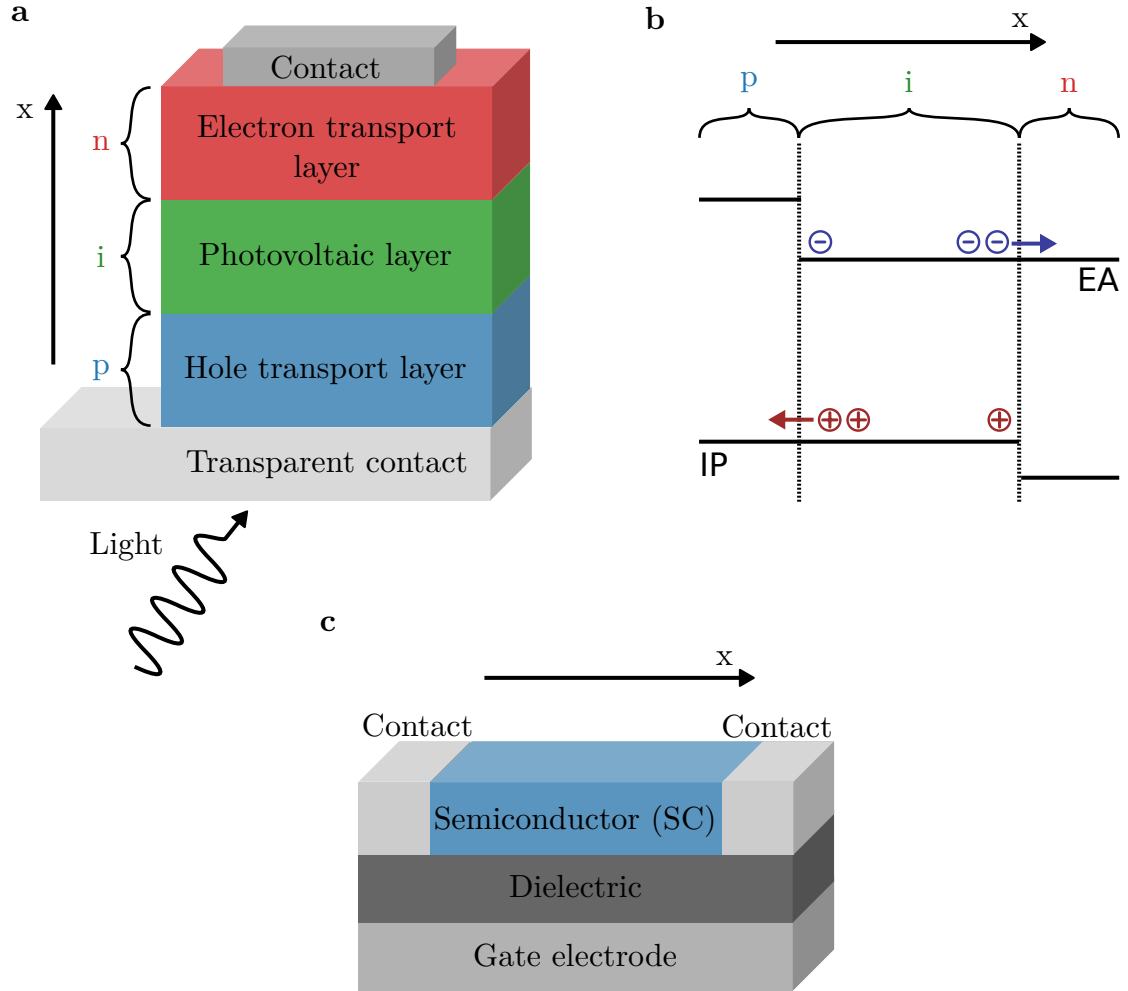 a
Contact
x
n
Electron transport
layer
i
Photovoltaic layer
p
Hole transport layer
Transparent contact
Light
b
x
p
i
n
EA
IP
c
x
Contact
Contact
Semiconductor (SC)
Dielectric
Gate electrode